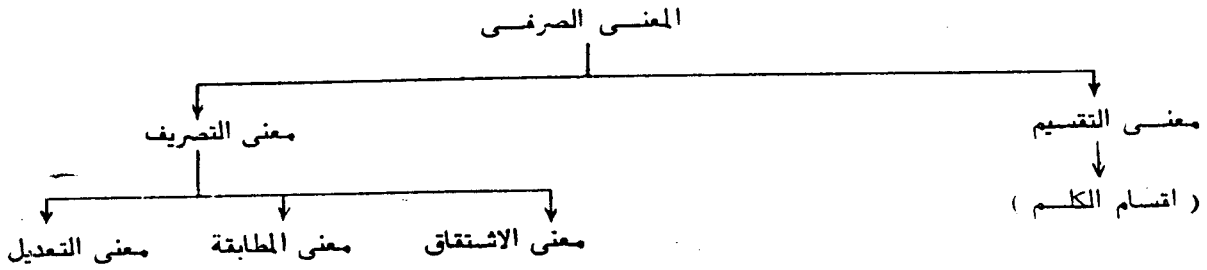 المعنى الصرفى
معنى التقسيم
معنى التصريف
( اقسام الكلم )
معنى الاشتقاق
معنى المطابقة
معنى التعديل